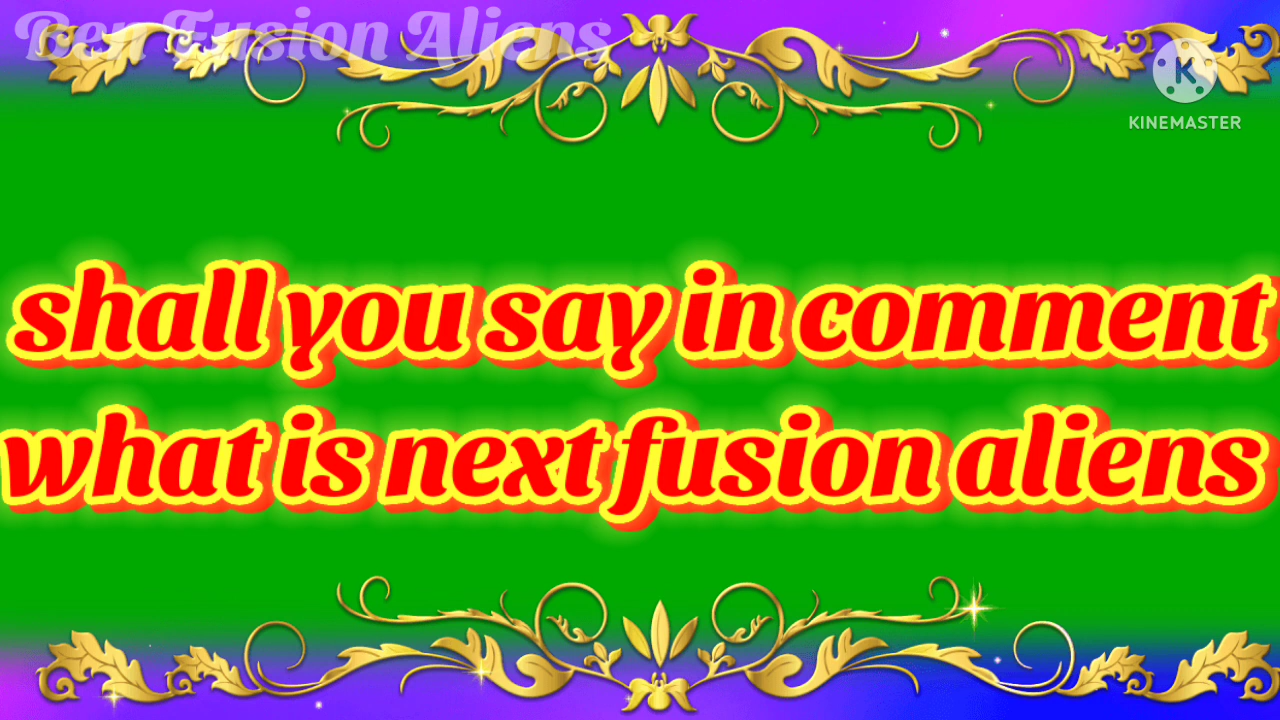 Ben Fusion Aliens
K
KINEMASTER
shall you say in comment
what is next fusion aliens